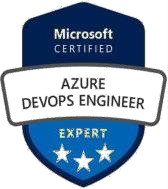 Microsoft
CERTIFIED
AZURE
DEVOPS ENGINEER
EXPERT